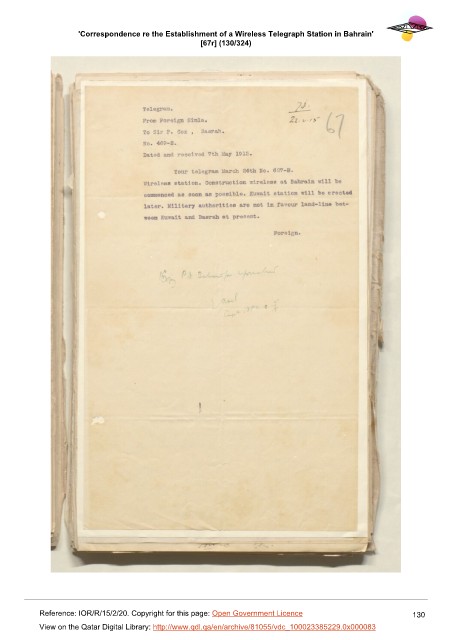 'Correspondence re the Establishment of a Wireless Telegraph Station in Bahrain'
[67r] (130/324)
67
Telegram.
From Foreign Simla.
To Sir P. Cox , Basrah.
Dated and received 7th May 1915.
Your telegram March 26th No. 607-B.
Wireless station. Construction wireless at Bahrain will be
commenced as soon as possible. Kuwait station will be erected
later. Military authorities are not in favour land-line bet-
ween Kuwait and Basrah at present.
Foreign.
Reference: IOR/R/15/2/20. Copyright for this page: Open Government Licence
130
View on the Qatar Digital Library: http://www.qdl.qa/en/archive/81055/vdc_100023385229.0x000083